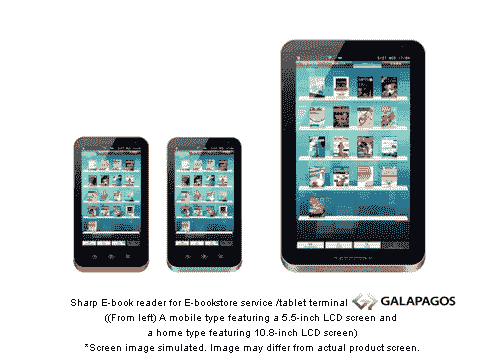 Sharp E-book reader for E-bookstore service /tablet terminal GALAPAGOS
((From left) A mobile type featuring a 5.5-inch LCD screen and
a home type featuring 10.8-inch LCD screen)
*Screen image simulated. Image may differ from actual product screen.